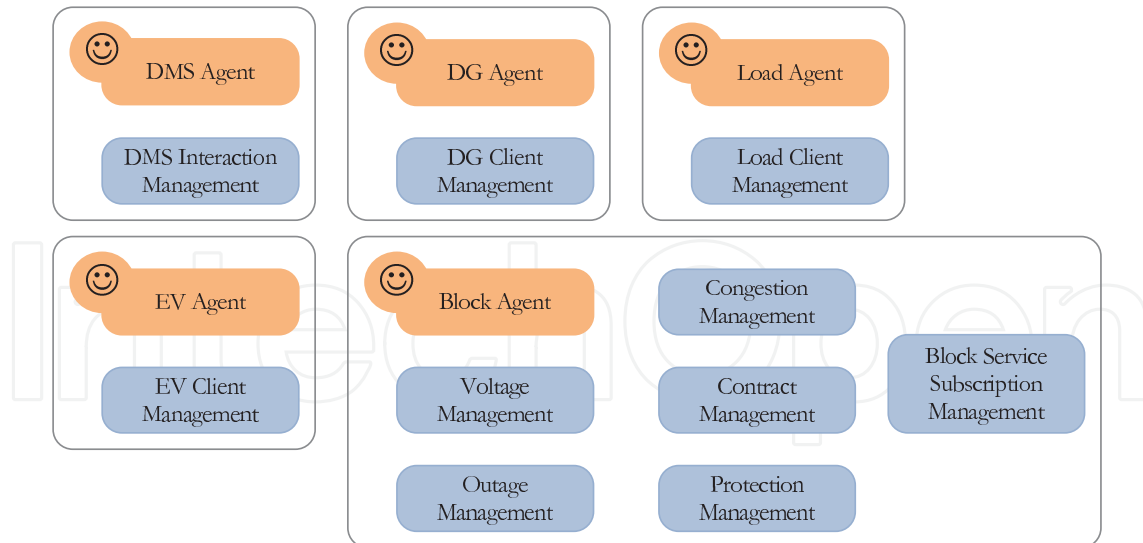 DMS Agent
DMS Interaction
Management
DG Agent
DG Client
Management
Load Agent
Load Client
Management
EV Agent
EV Client
Management
Block Agent
Voltage
Management
Outage
Management
Congestion
Management
Contract
Management
Protection
Management
Block Service
Subscription
Management
IntechOpen